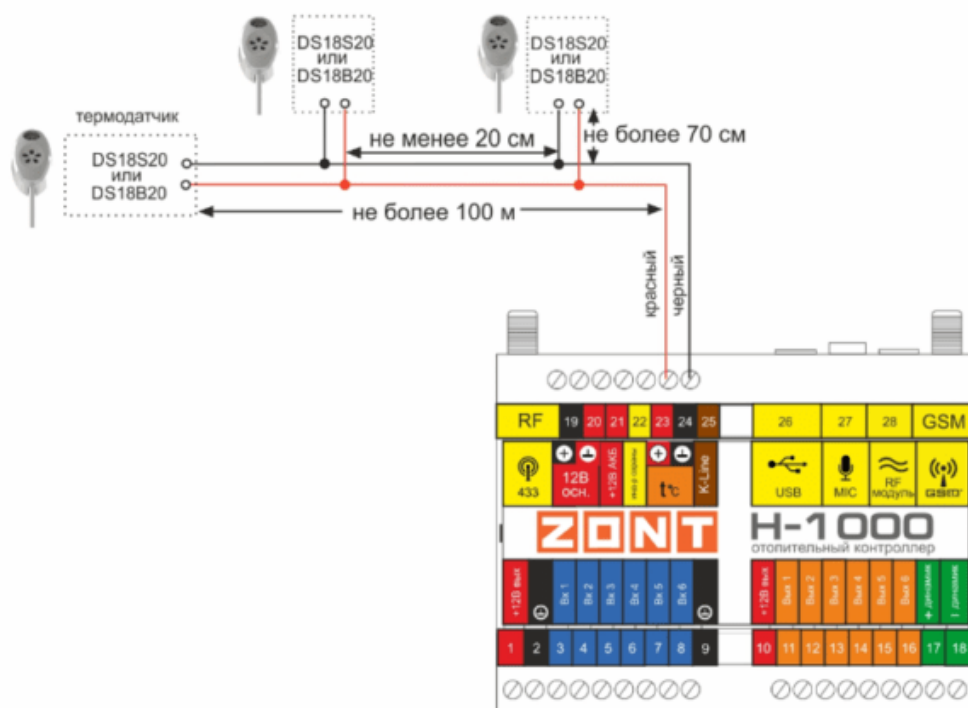 DS18S20
или
DS18B20
DS18S20
или
DS18B20
термодатчик
не менее 20 см
не более 70 см
DS18S20
или
DS18B20
не более 100 м
красный
черный
RF 19 20 21 22 23 24 25 26 27 28 GSM
433
12В
осн.
+12В АКБ
t°C
K-Line
USB
MIC
RF
модуль
GSM
ZONT
H-1000
отопительный контроллер
+12В вых
Вх 1
Вх 2
Вх 3
Вх 4
Вх 5
Вх 6
+12В вых
Вых 1
Вых 2
Вых 3
Вых 4
Вых 5
Вых 6
+ динамик
– динамик
1 2 3 4 5 6 7 8 9 10 11 12 13 14 15 16 17 18